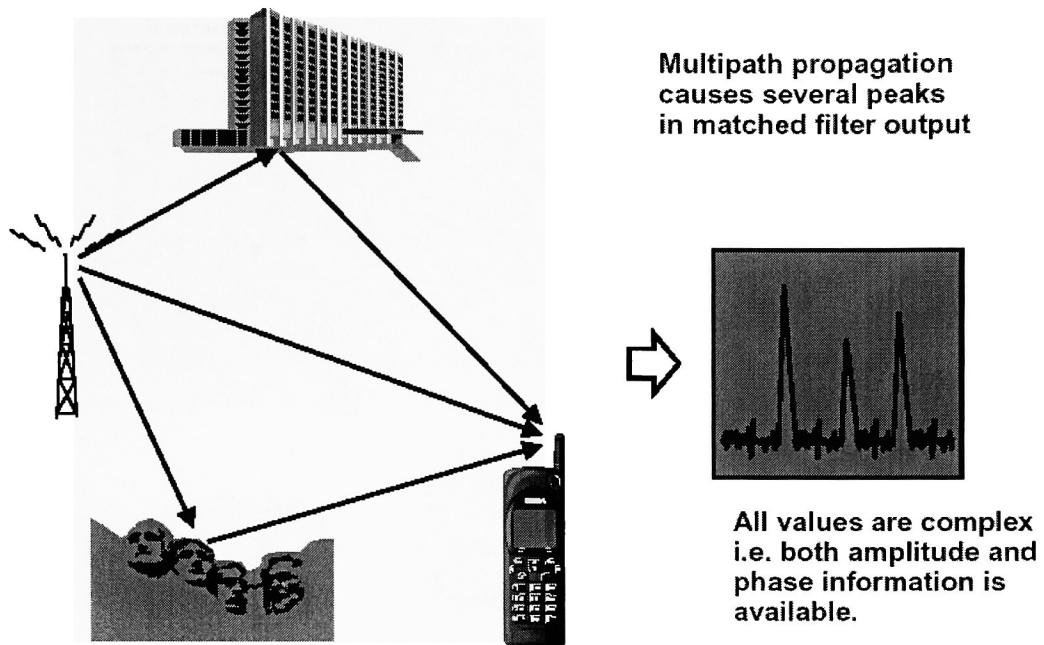 Multipath propagation
causes several peaks
in matched filter output
All values are complex
i.e. both amplitude and
phase information is
available.